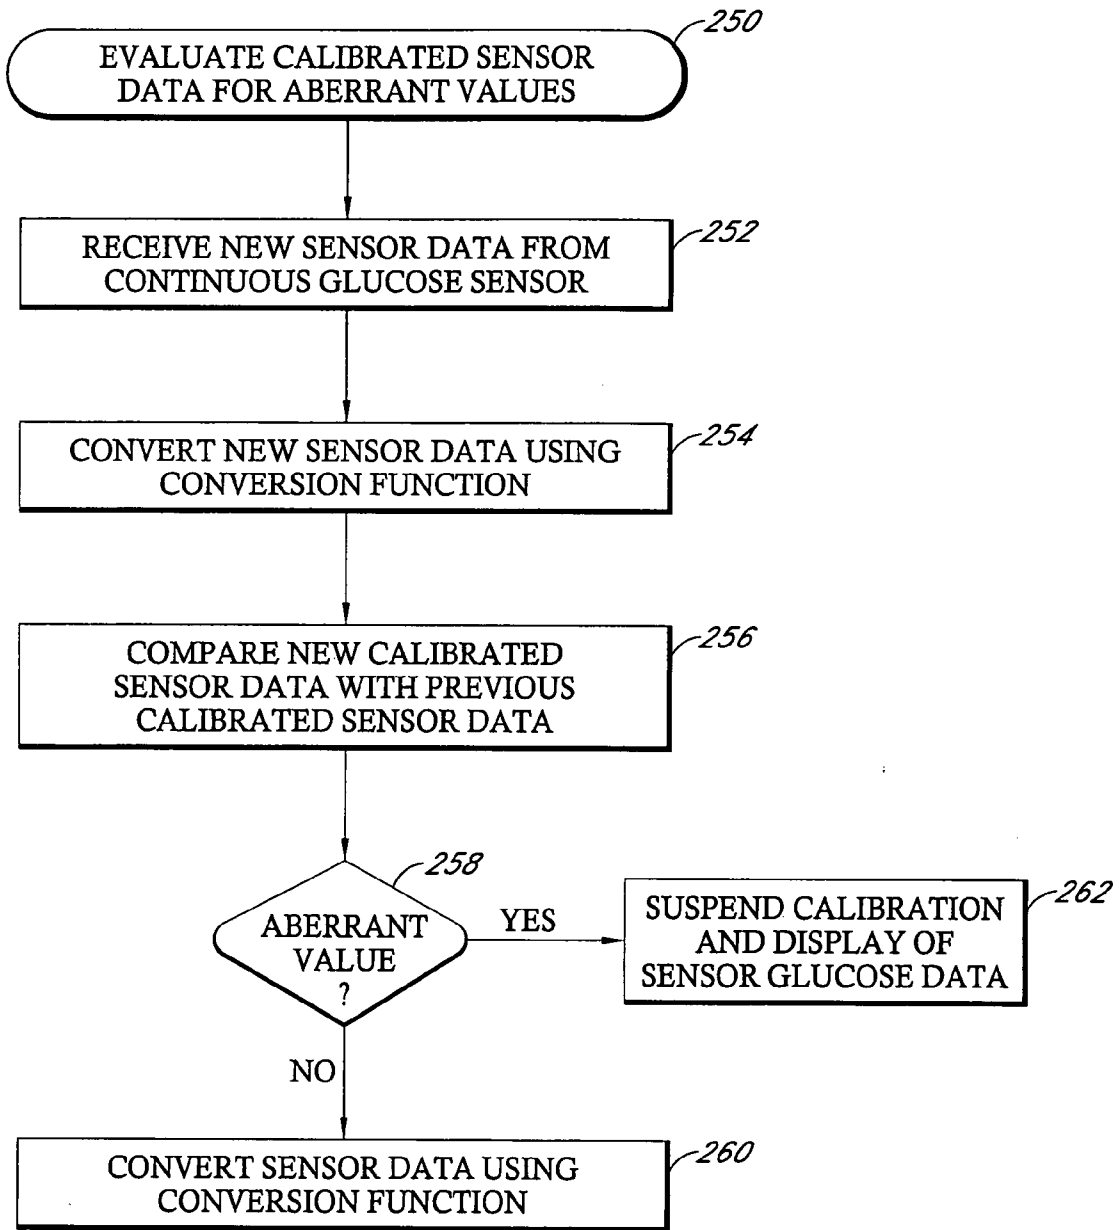 250
EVALUATE CALIBRATED SENSOR
DATA FOR ABERRANT VALUES
252
RECEIVE NEW SENSOR DATA FROM
CONTINUOUS GLUCOSE SENSOR
254
CONVERT NEW SENSOR DATA USING
CONVERSION FUNCTION
256
COMPARE NEW CALIBRATED
SENSOR DATA WITH PREVIOUS
CALIBRATED SENSOR DATA
258
ABERRANT
VALUE
?
YES
262
SUSPEND CALIBRATION
AND DISPLAY OF
SENSOR GLUCOSE DATA
NO
260
CONVERT SENSOR DATA USING
CONVERSION FUNCTION